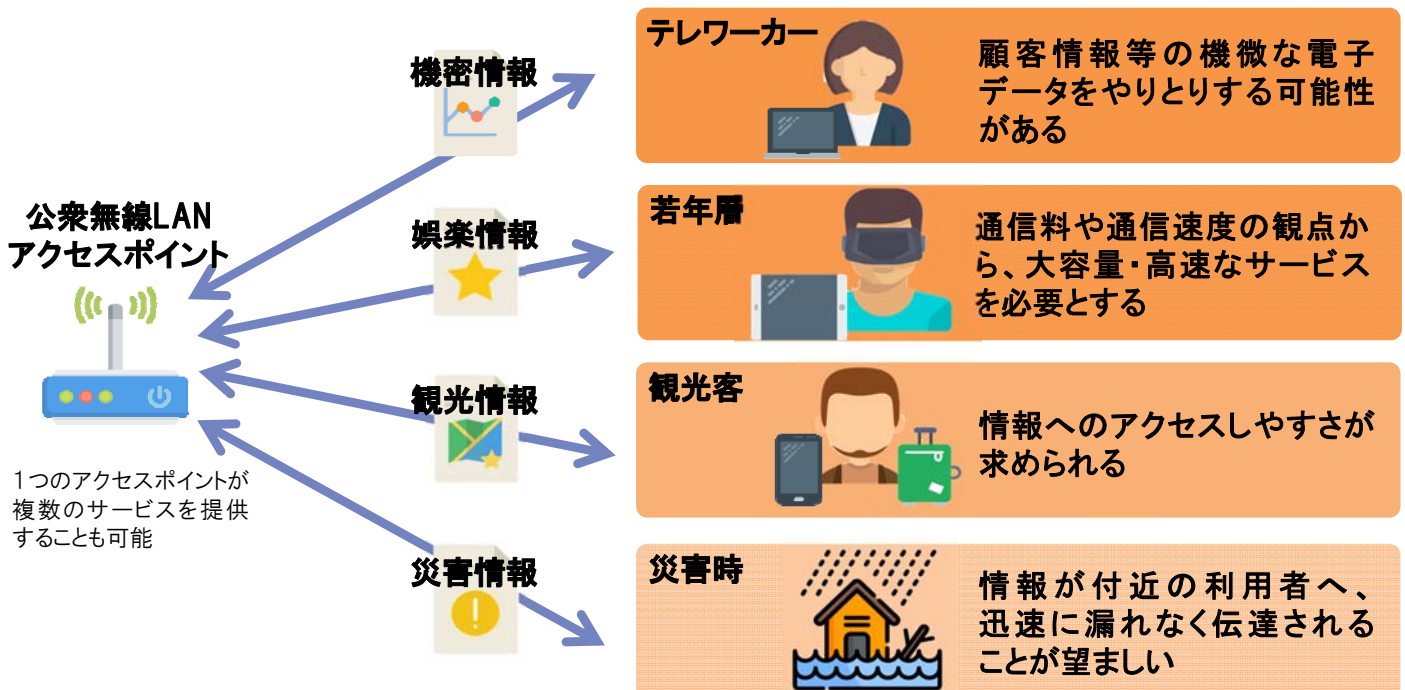 公衆無線LAN
アクセスポイント
1つのアクセスポイントが
複数のサービスを提供
することも可能
機密情報
テレワーカー
顧客情報等の機微な電子
データをやりとりする可能性
がある
娯楽情報
若年層
通信料や通信速度の観点か
ら、大容量・高速なサービス
を必要とする
観光情報
観光客
情報へのアクセスしやすさが
求められる
災害情報
災害時
情報が付近の利用者へ、
迅速に漏れなく伝達される
ことが望ましい